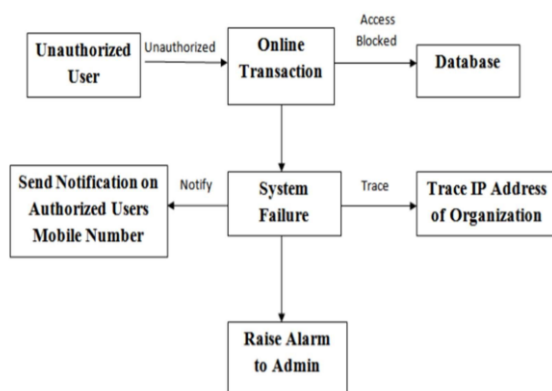 Unauthorized
User
Unauthorized
Online
Transaction
Access
Blocked
Database
Send Notification on
Authorized Users
Mobile Number
Notify
System
Failure
Trace
Trace IP Address
of Organization
Raise Alarm
to Admin